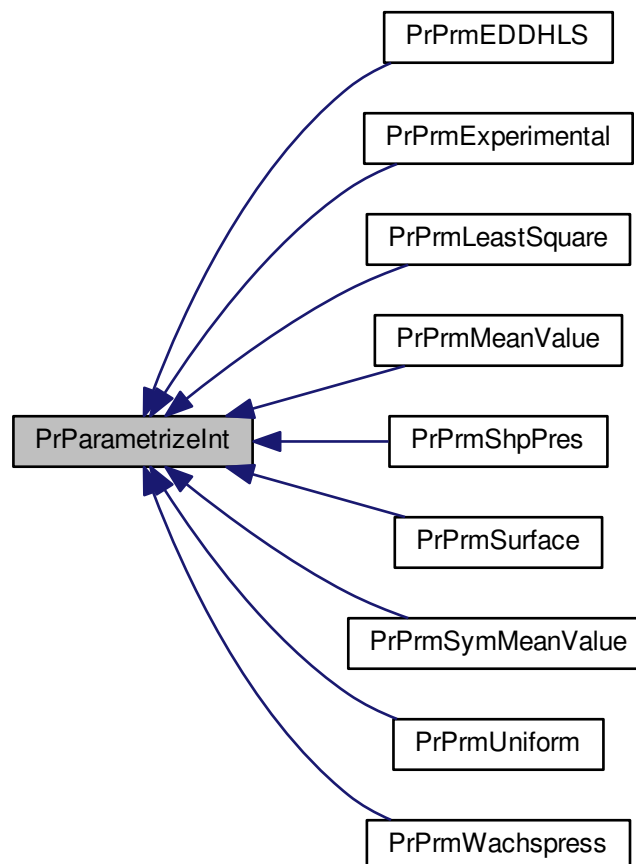 PrPrmEDDHLS
PrPrmExperimental
PrPrmLeastSquare
PrPrmMeanValue
PrParametrizeInt
PrPrmShpPres
PrPrmSurface
PrPrmSymMeanValue
PrPrmUniform
PrPrmWachspress